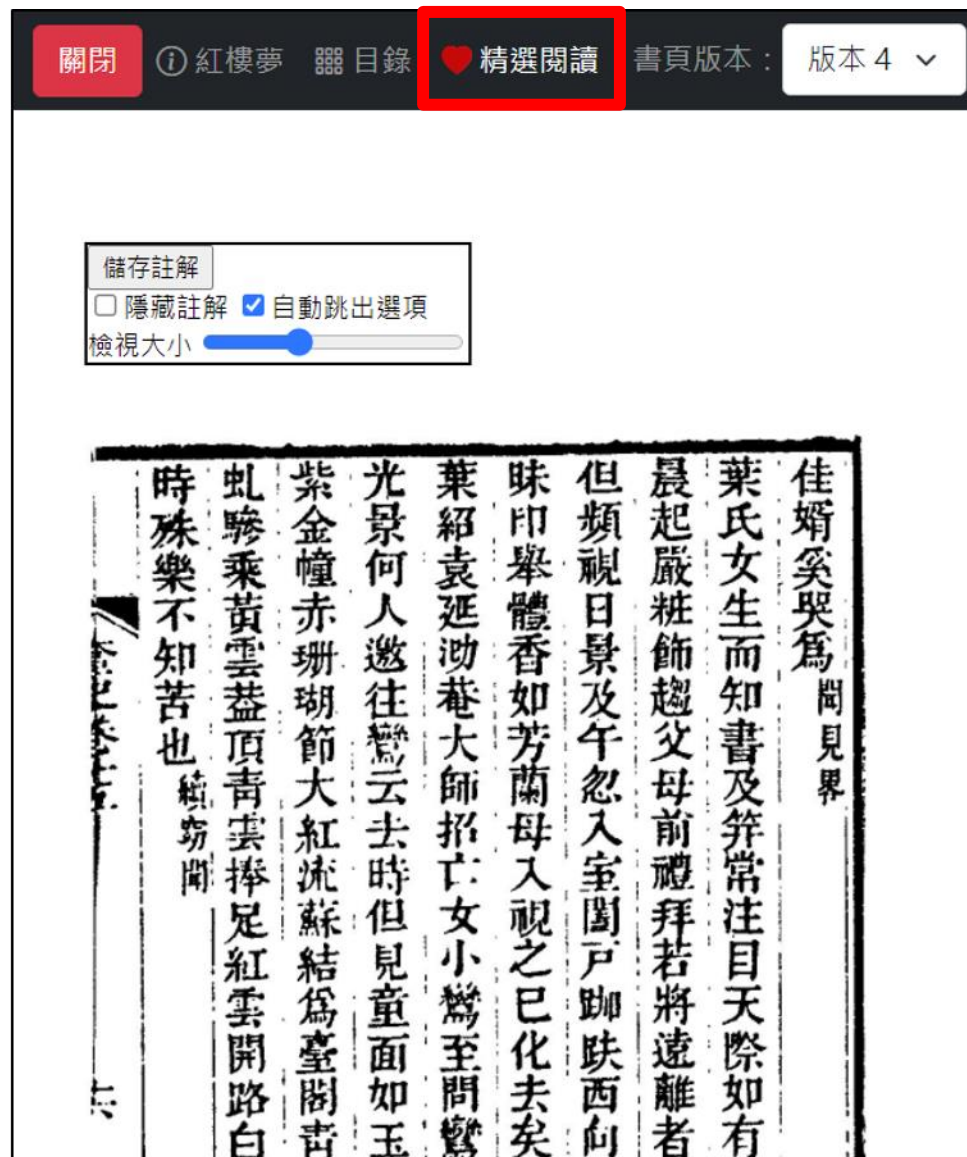 關閉 紅樓夢 目錄 精選閱讀 書頁版本： 版本 4
儲存註解
隱藏註解 自動跳出選項
檢視大小
佳婿奚哭爲 聞見畧
葉氏女生而知書及笄常注目天際如有
晨起嚴粧飾趨父母前禮拜若將遠離者
但頻視日景及午忽入室闔戸跏趺西向
昧印舉體香如芳蘭母入視之已化去矣
葉紹袁延泐菴大師招亡女小鸞至問鸞
光景何人邀往鸞云去時但見童面如玉
紫金幢赤珊瑚節大紅流蘇結爲臺閣青
虬驂乘黃雲葢頂青雲捧足紅雲開路白
時殊樂不知苦也 續窈聞